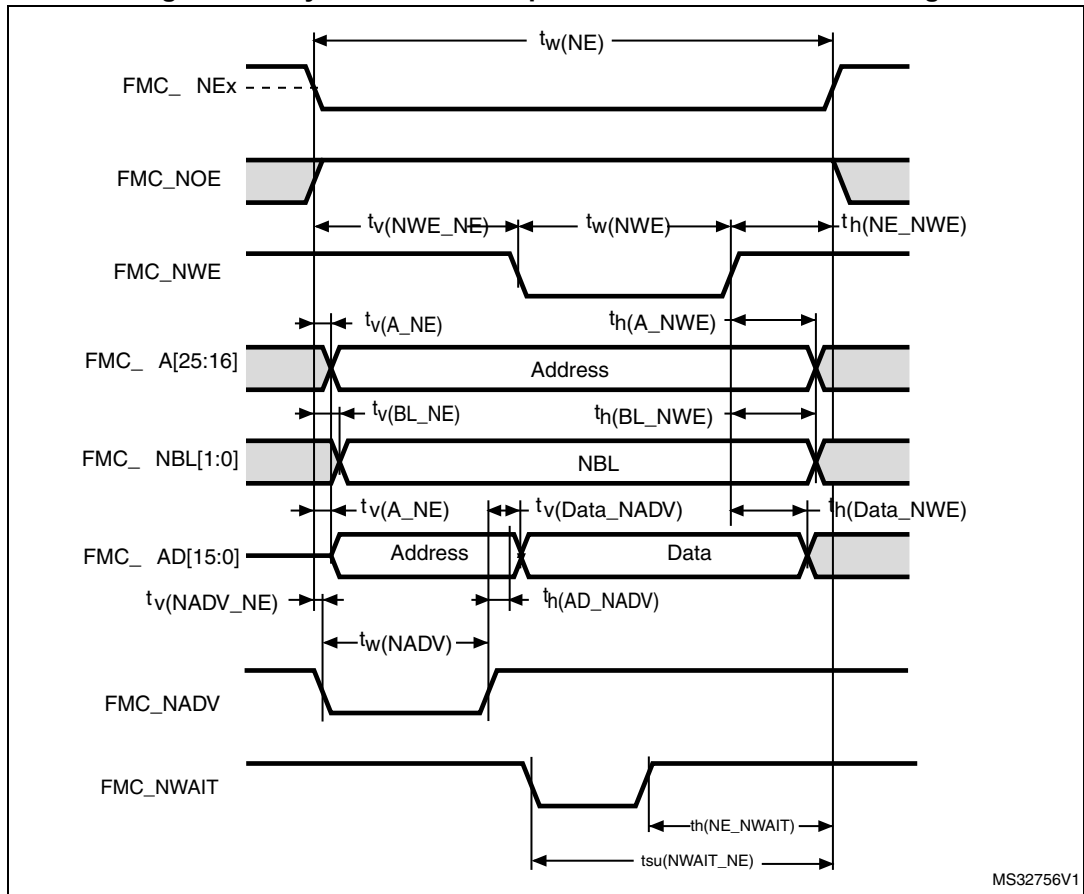 tw(NE)
FMC_ NEx
FMC_NOE
tv(NWE_NE)
tw(NWE)
th(NE_NWE)
FMC_NWE
tv(A_NE)
th(A_NWE)
FMC_ A[25:16]
Address
tv(BL_NE)
th(BL_NWE)
FMC_ NBL[1:0]
NBL
tv(A_NE)
tv(Data_NADV)
th(Data_NWE)
FMC_ AD[15:0]
Address
Data
tv(NADV_NE)
th(AD_NADV)
tw(NADV)
FMC_NADV
FMC_NWAIT
th(NE_NWAIT)
tsu(NWAIT_NE)
MS32756V1